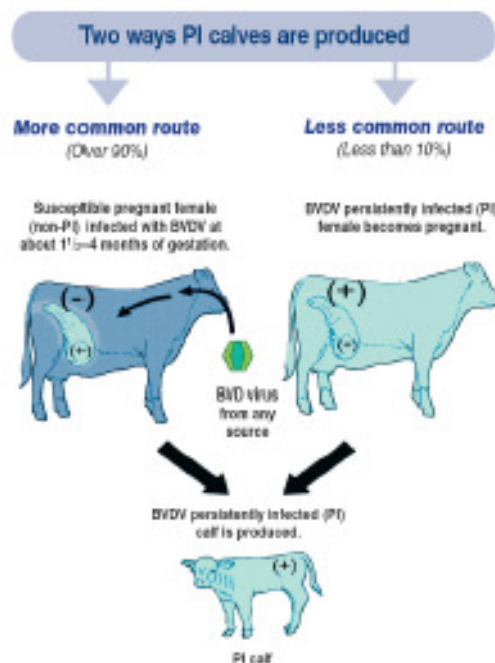 Two ways PI calves are produced
More common route
(Over 90%)
Susceptible pregnant female
(non-PI) infected with BVDV at
about 1½–4 months of gestation.
(-)
(+)
BVD virus
from any
source
Less common route
(Less than 10%)
BVDV persistently infected (PI)
female becomes pregnant.
(+)
(+)
BVDV persistently infected (PI)
calf is produced.
(+)
PI calf